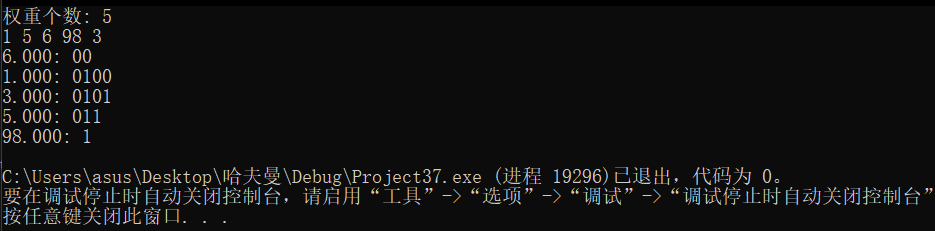 权重个数: 5
1 5 6 98 3
6.000: 00
1.000: 0100
3.000: 0101
5.000: 011
98.000: 1
C:\Users\asus\Desktop\哈夫曼\Debug\Project37.exe (进程 19296)已退出，代码为 0。
要在调试停止时自动关闭控制台，请启用“工具”->“选项”->“调试”->“调试停止时自动关闭控制台”
按任意键关闭此窗口. . .